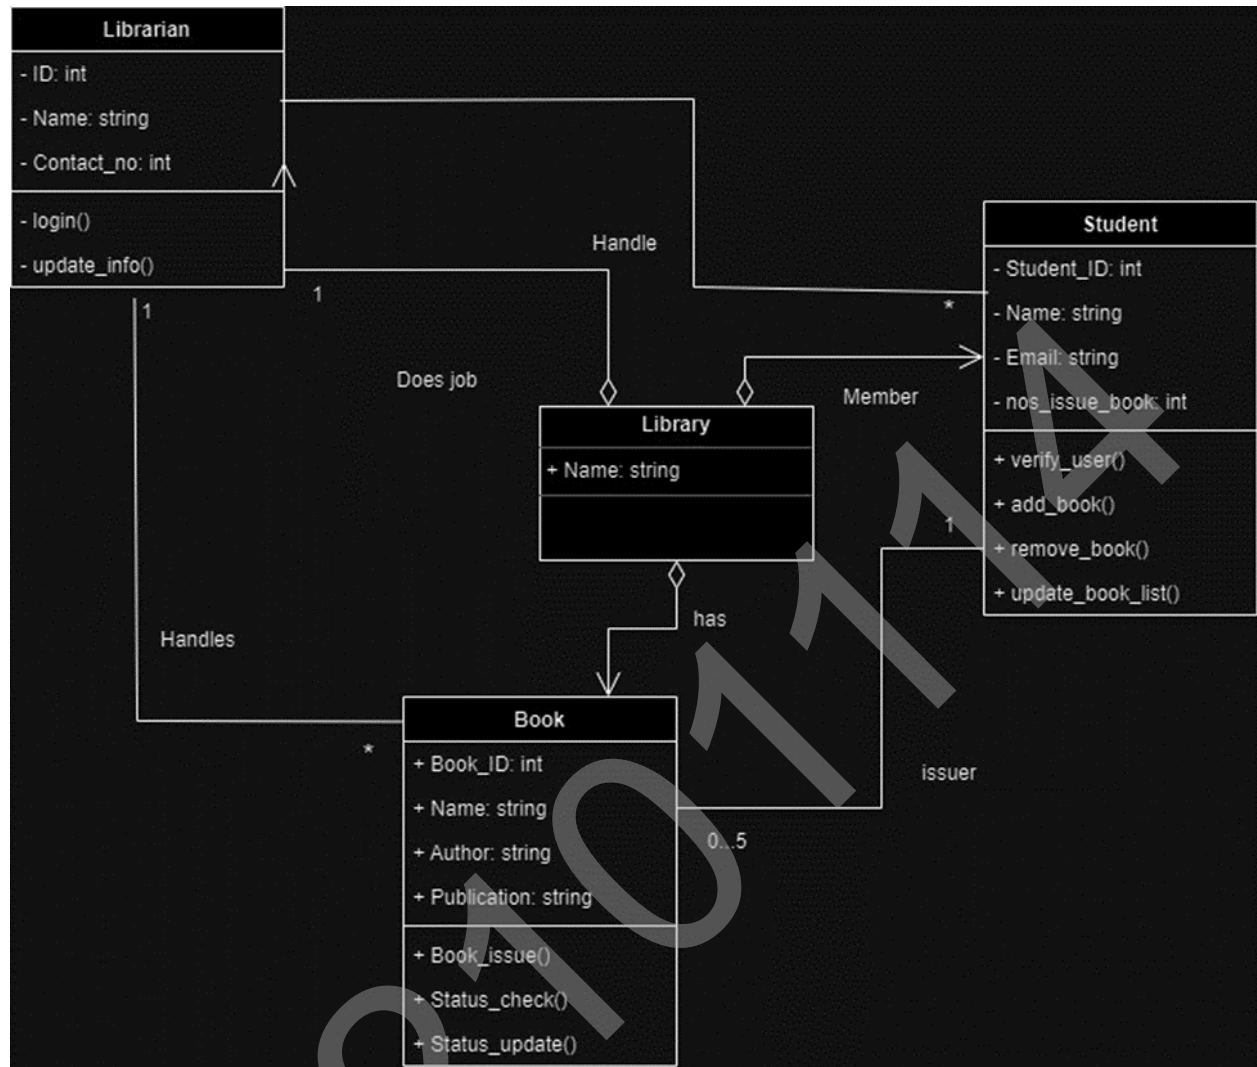 Librarian
- ID: int
- Name: string
- Contact_no: int
- login()
- update_info()
1
1
Handle
*
Student
- Student_ID: int
- Name: string
- Email: string
- nos_issue_book: int
+ verify_user()
+ add_book()
+ remove_book()
+ update_book_list()
Does job
Member
Library
+ Name: string
1
has
Handles
*
Book
+ Book_ID: int
+ Name: string
+ Author: string
+ Publication: string
+ Book_issue()
+ Status_check()
+ Status_update()
issuer
0...5